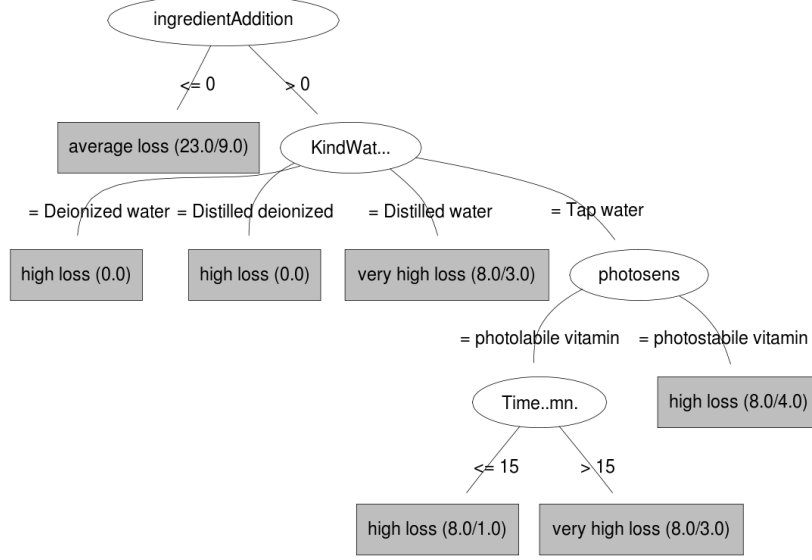 ingredientAddition
<= 0
> 0
average loss (23.0/9.0)
KindWat...
= Deionized water
= Distilled deionized
= Distilled water
= Tap water
high loss (0.0)
high loss (0.0)
very high loss (8.0/3.0)
photosens
= photolabile vitamin
= photostabile vitamin
Time..mn.
high loss (8.0/4.0)
<= 15
> 15
high loss (8.0/1.0)
very high loss (8.0/3.0)